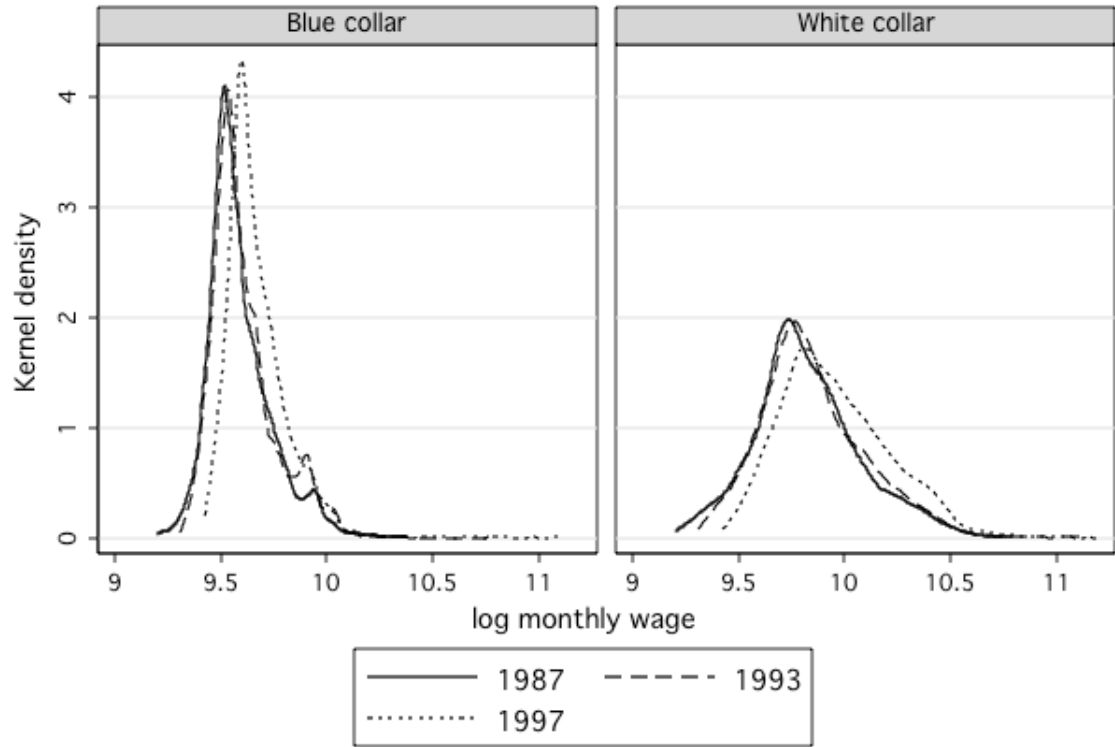 Blue collar
White collar
Kernel density
4
3
2
1
0
9 9.5 10 10.5 11
9 9.5 10 10.5 11
log monthly wage
1987 1993
1997